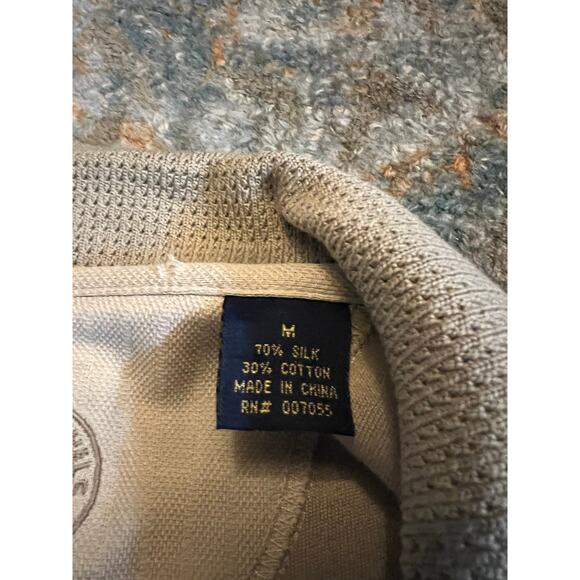 M
70% SILK
30% COTTON
MADE IN CHINA
RN# 007055